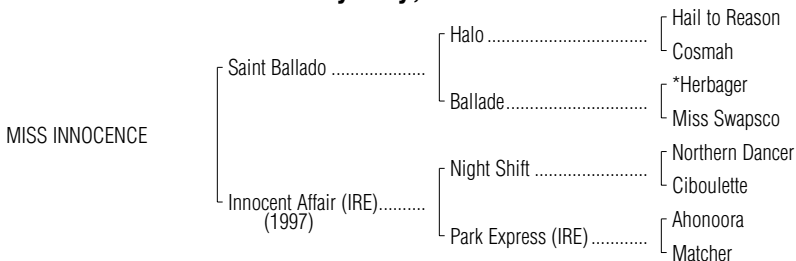 Hail to Reason
Halo ..................................
Cosmah
Saint Ballado ....................
*Herbager
Ballade..............................
Miss Swapsco
MISS INNOCENCE
Northern Dancer
Night Shift ........................
Ciboulette
Innocent Affair (IRE)..........
(1997)
Ahonoora
Park Express (IRE) ............
Matcher